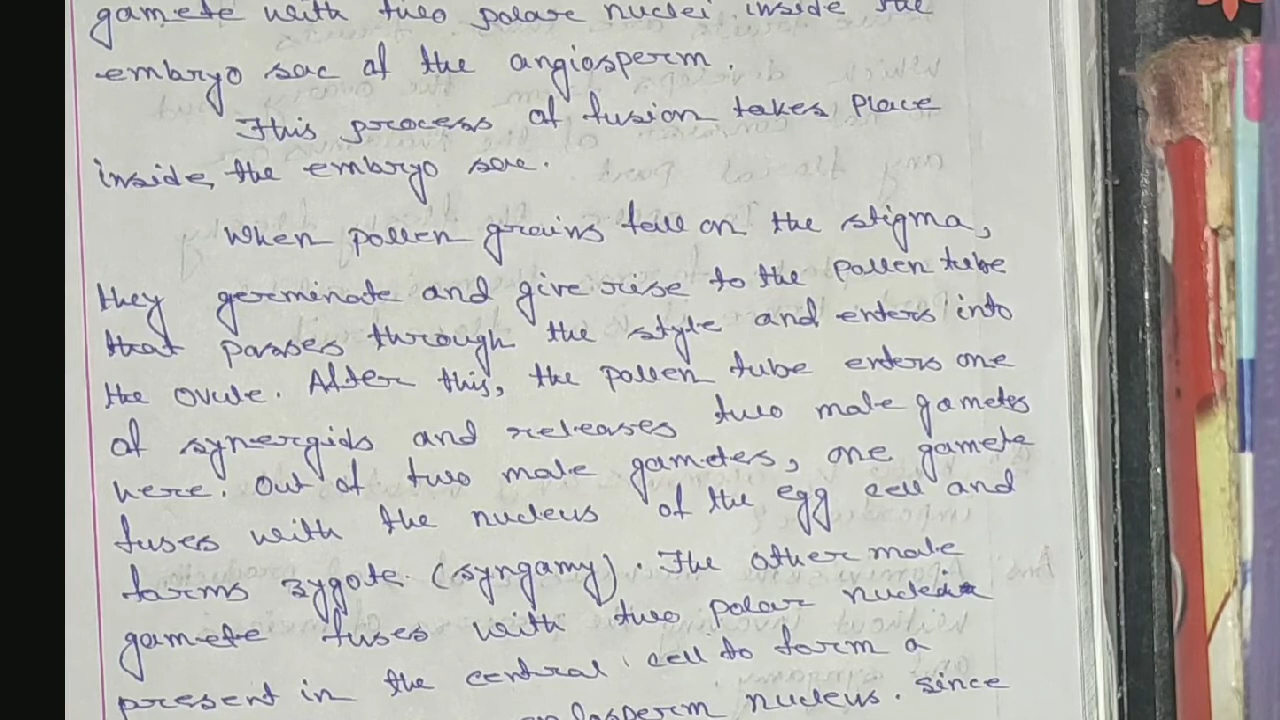 gamete with two polar nuclei inside the
embryo sac of the angiosperm.
This process of fusion takes place
inside, the embryo sac.
When pollen grains fall on the stigma,
they germinate and give rise to the pollen tube
that passes through the style and enters into
the ovule. After this, the pollen tube enters one
of synergids and releases two male gametes
here. Out of two male gametes, one gamete
fuses with the nucleus of the egg cell and
forms zygote (syngamy). The other male
gamete fuses with two polar nuclei
present in the central cell to form a
endosperm nucleus. since